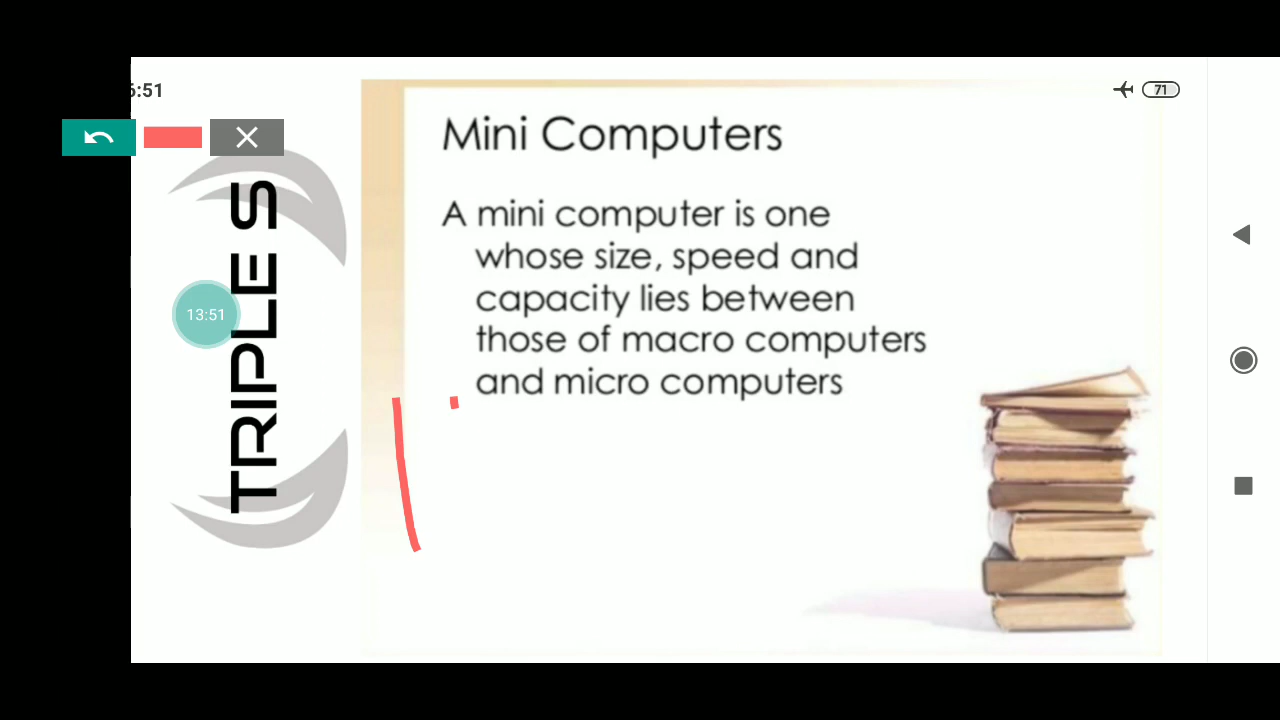 6:51
71
Mini Computers
A mini computer is one
whose size, speed and
capacity lies between
those of macro computers
and micro computers
TRIPLE S
13:51